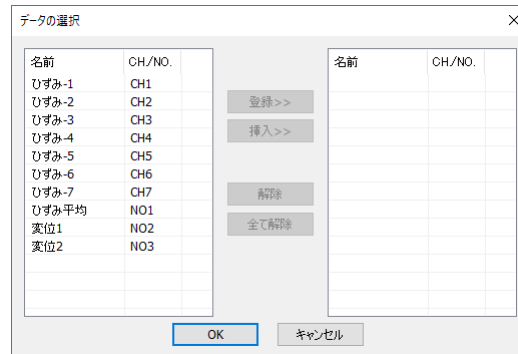 データの選択
名前 CH./NO.
ひずみ-1 CH1
ひずみ-2 CH2
ひずみ-3 CH3
ひずみ-4 CH4
ひずみ-5 CH5
ひずみ-6 CH6
ひずみ-7 CH7
ひずみ平均 NO1
変位1 NO2
変位2 NO3
登録>>
挿入>>
解除
全て解除
名前 CH./NO.
OK キャンセル